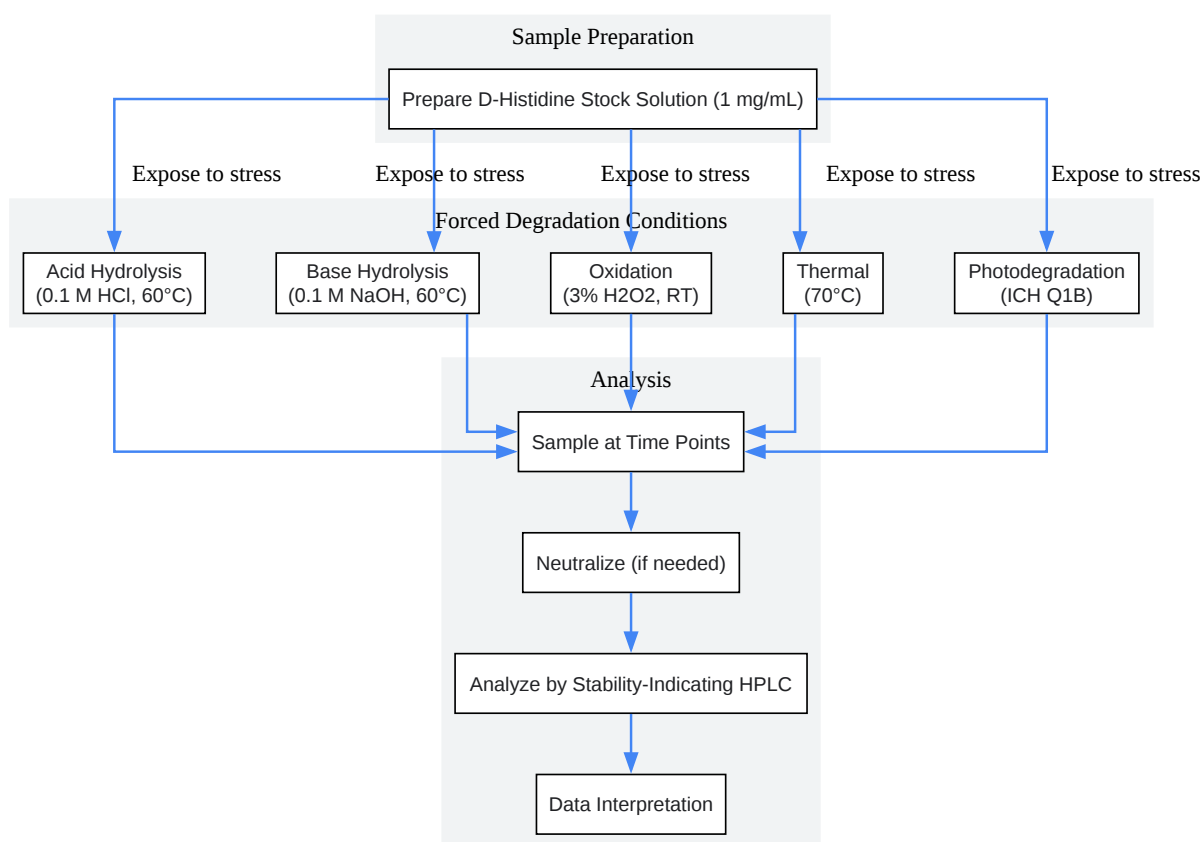 Sample Preparation
Prepare D-Histidine Stock Solution (1 mg/mL)
Expose to stress
Expose to stress
Expose to stress
Expose to stress
Expose to stress
Forced Degradation Conditions
Acid Hydrolysis
(0.1 M HCl, 60°C)
Base Hydrolysis
(0.1 M NaOH, 60°C)
Oxidation
(3% H2O2, RT)
Thermal
(70°C)
Photodegradation
(ICH Q1B)
Analysis
Sample at Time Points
Neutralize (if needed)
Analyze by Stability-Indicating HPLC
Data Interpretation